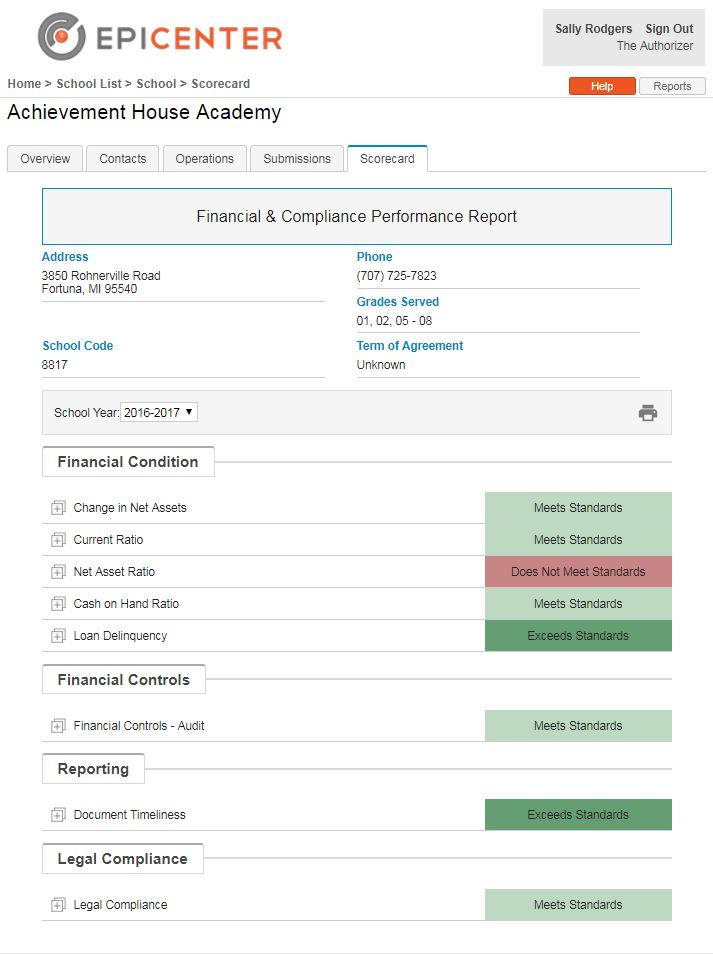 EPICENTER
Sally Rodgers Sign Out
The Authorizer
Home > School List > School > Scorecard
Help Reports
Achievement House Academy
Overview Contacts Operations Submissions Scorecard
Financial & Compliance Performance Report
Address
3850 Rohnerville Road
Fortuna, MI 95540
Phone
(707) 725-7823
Grades Served
01, 02, 05 - 08
School Code
8817
Term of Agreement
Unknown
School Year: 2016-2017
Financial Condition
Change in Net Assets Meets Standards
Current Ratio Meets Standards
Net Asset Ratio Does Not Meet Standards
Cash on Hand Ratio Meets Standards
Loan Delinquency Exceeds Standards
Financial Controls
Financial Controls - Audit Meets Standards
Reporting
Document Timeliness Exceeds Standards
Legal Compliance
Legal Compliance Meets Standards